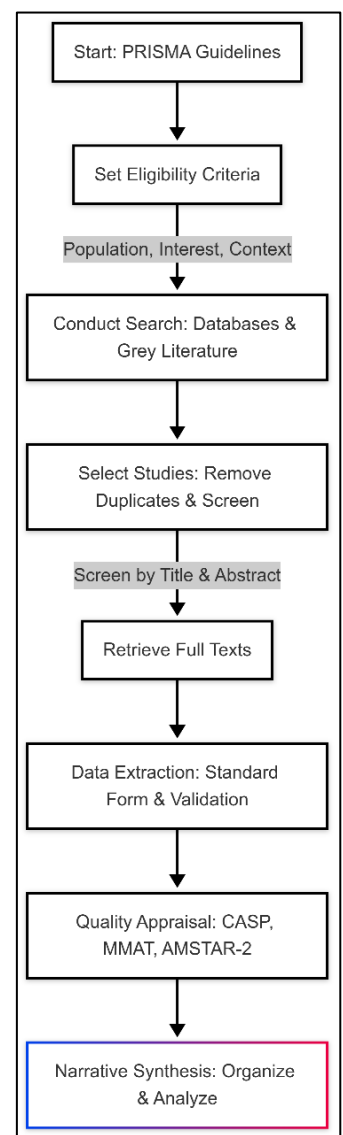 Start: PRISMA Guidelines
Set Eligibility Criteria
Population, Interest, Context
Conduct Search: Databases &
Grey Literature
Select Studies: Remove
Duplicates & Screen
Screen by Title & Abstract
Retrieve Full Texts
Data Extraction: Standard
Form & Validation
Quality Appraisal: CASP,
MMAT, AMSTAR-2
Narrative Synthesis: Organize
& Analyze